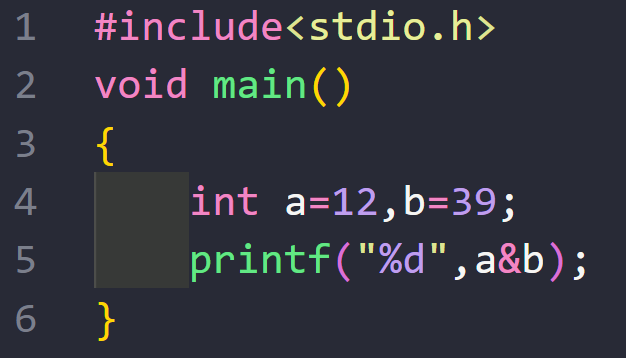 1 #include<stdio.h>
2 void main()
3 {
4 int a=12,b=39;
5 printf("%d",a&b);
6 }